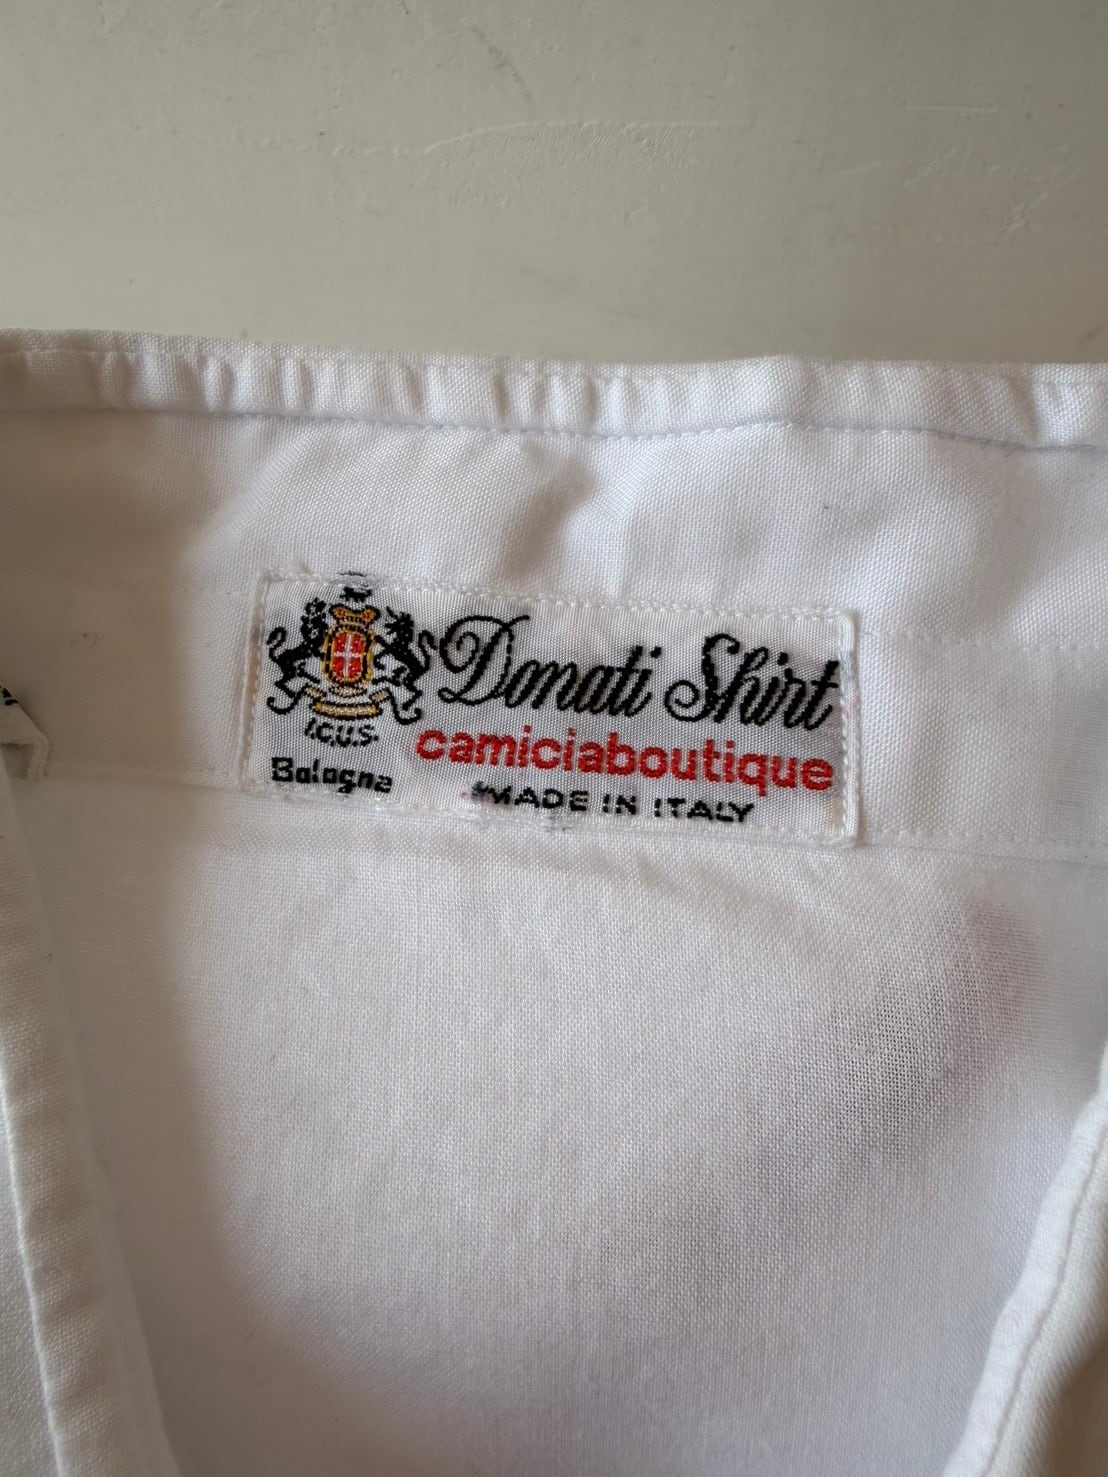 Donati Shirt
I.C.U.S.
camiciaboutique
Bologna
MADE IN ITALY